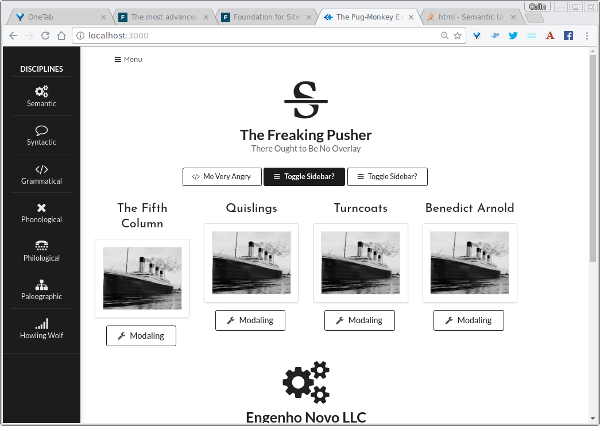 Colin
OneTab
The most advanced
Foundation for Site
The Pug-Monkey Ex
html - Semantic UI
localhost:3000
Menu
DISCIPLINES
Semantic
Syntactic
Grammatical
Phonological
Philological
Paleographic
Howling Wolf
S
The Freaking Pusher
There Ought to Be No Overlay
Me Very Angry
Toggle Sidebar?
Toggle Sidebar?
The Fifth
Column
Modaling
Quislings
Modaling
Turncoats
Modaling
Benedict Arnold
Modaling
Engenho Novo LLC